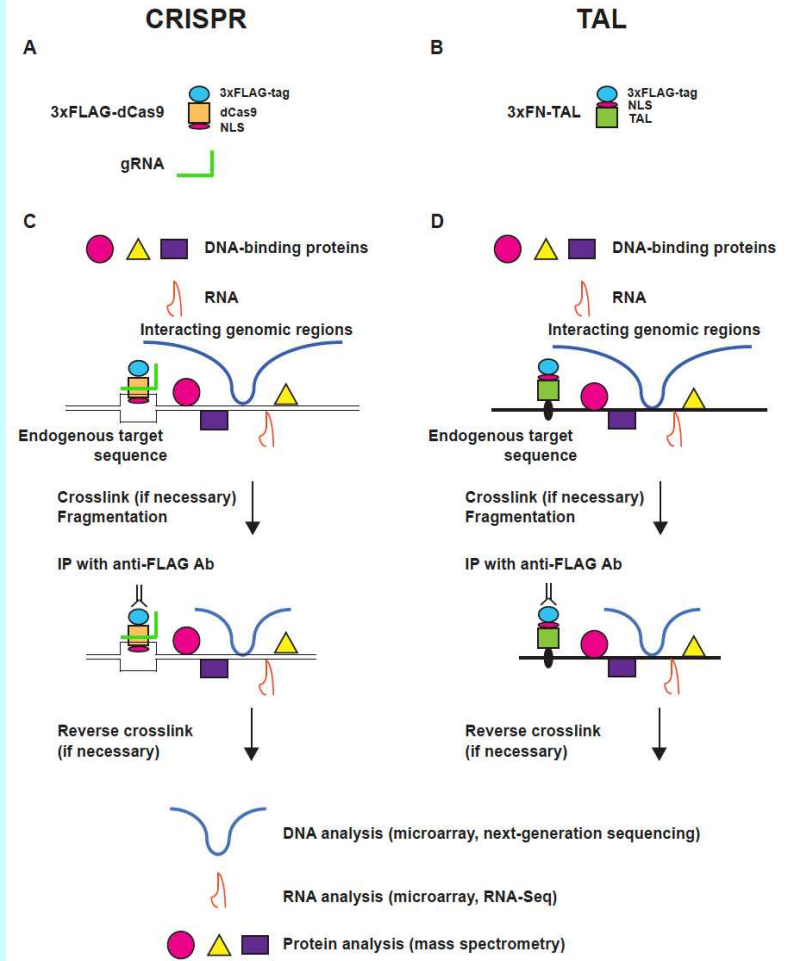 CRISPR
TAL
A
B
3xFLAG-dCas9
3xFLAG-tag
dCas9
NLS
gRNA
3xFN-TAL
3xFLAG-tag
NLS
TAL
C
DNA-binding proteins
RNA
Interacting genomic regions
Endogenous target
sequence
Crosslink (if necessary)
Fragmentation
IP with anti-FLAG Ab
Reverse crosslink
(if necessary)
D
DNA-binding proteins
RNA
Interacting genomic regions
Endogenous target
sequence
Crosslink (if necessary)
Fragmentation
IP with anti-FLAG Ab
Reverse crosslink
(if necessary)
DNA analysis (microarray, next-generation sequencing)
RNA analysis (microarray, RNA-Seq)
Protein analysis (mass spectrometry)